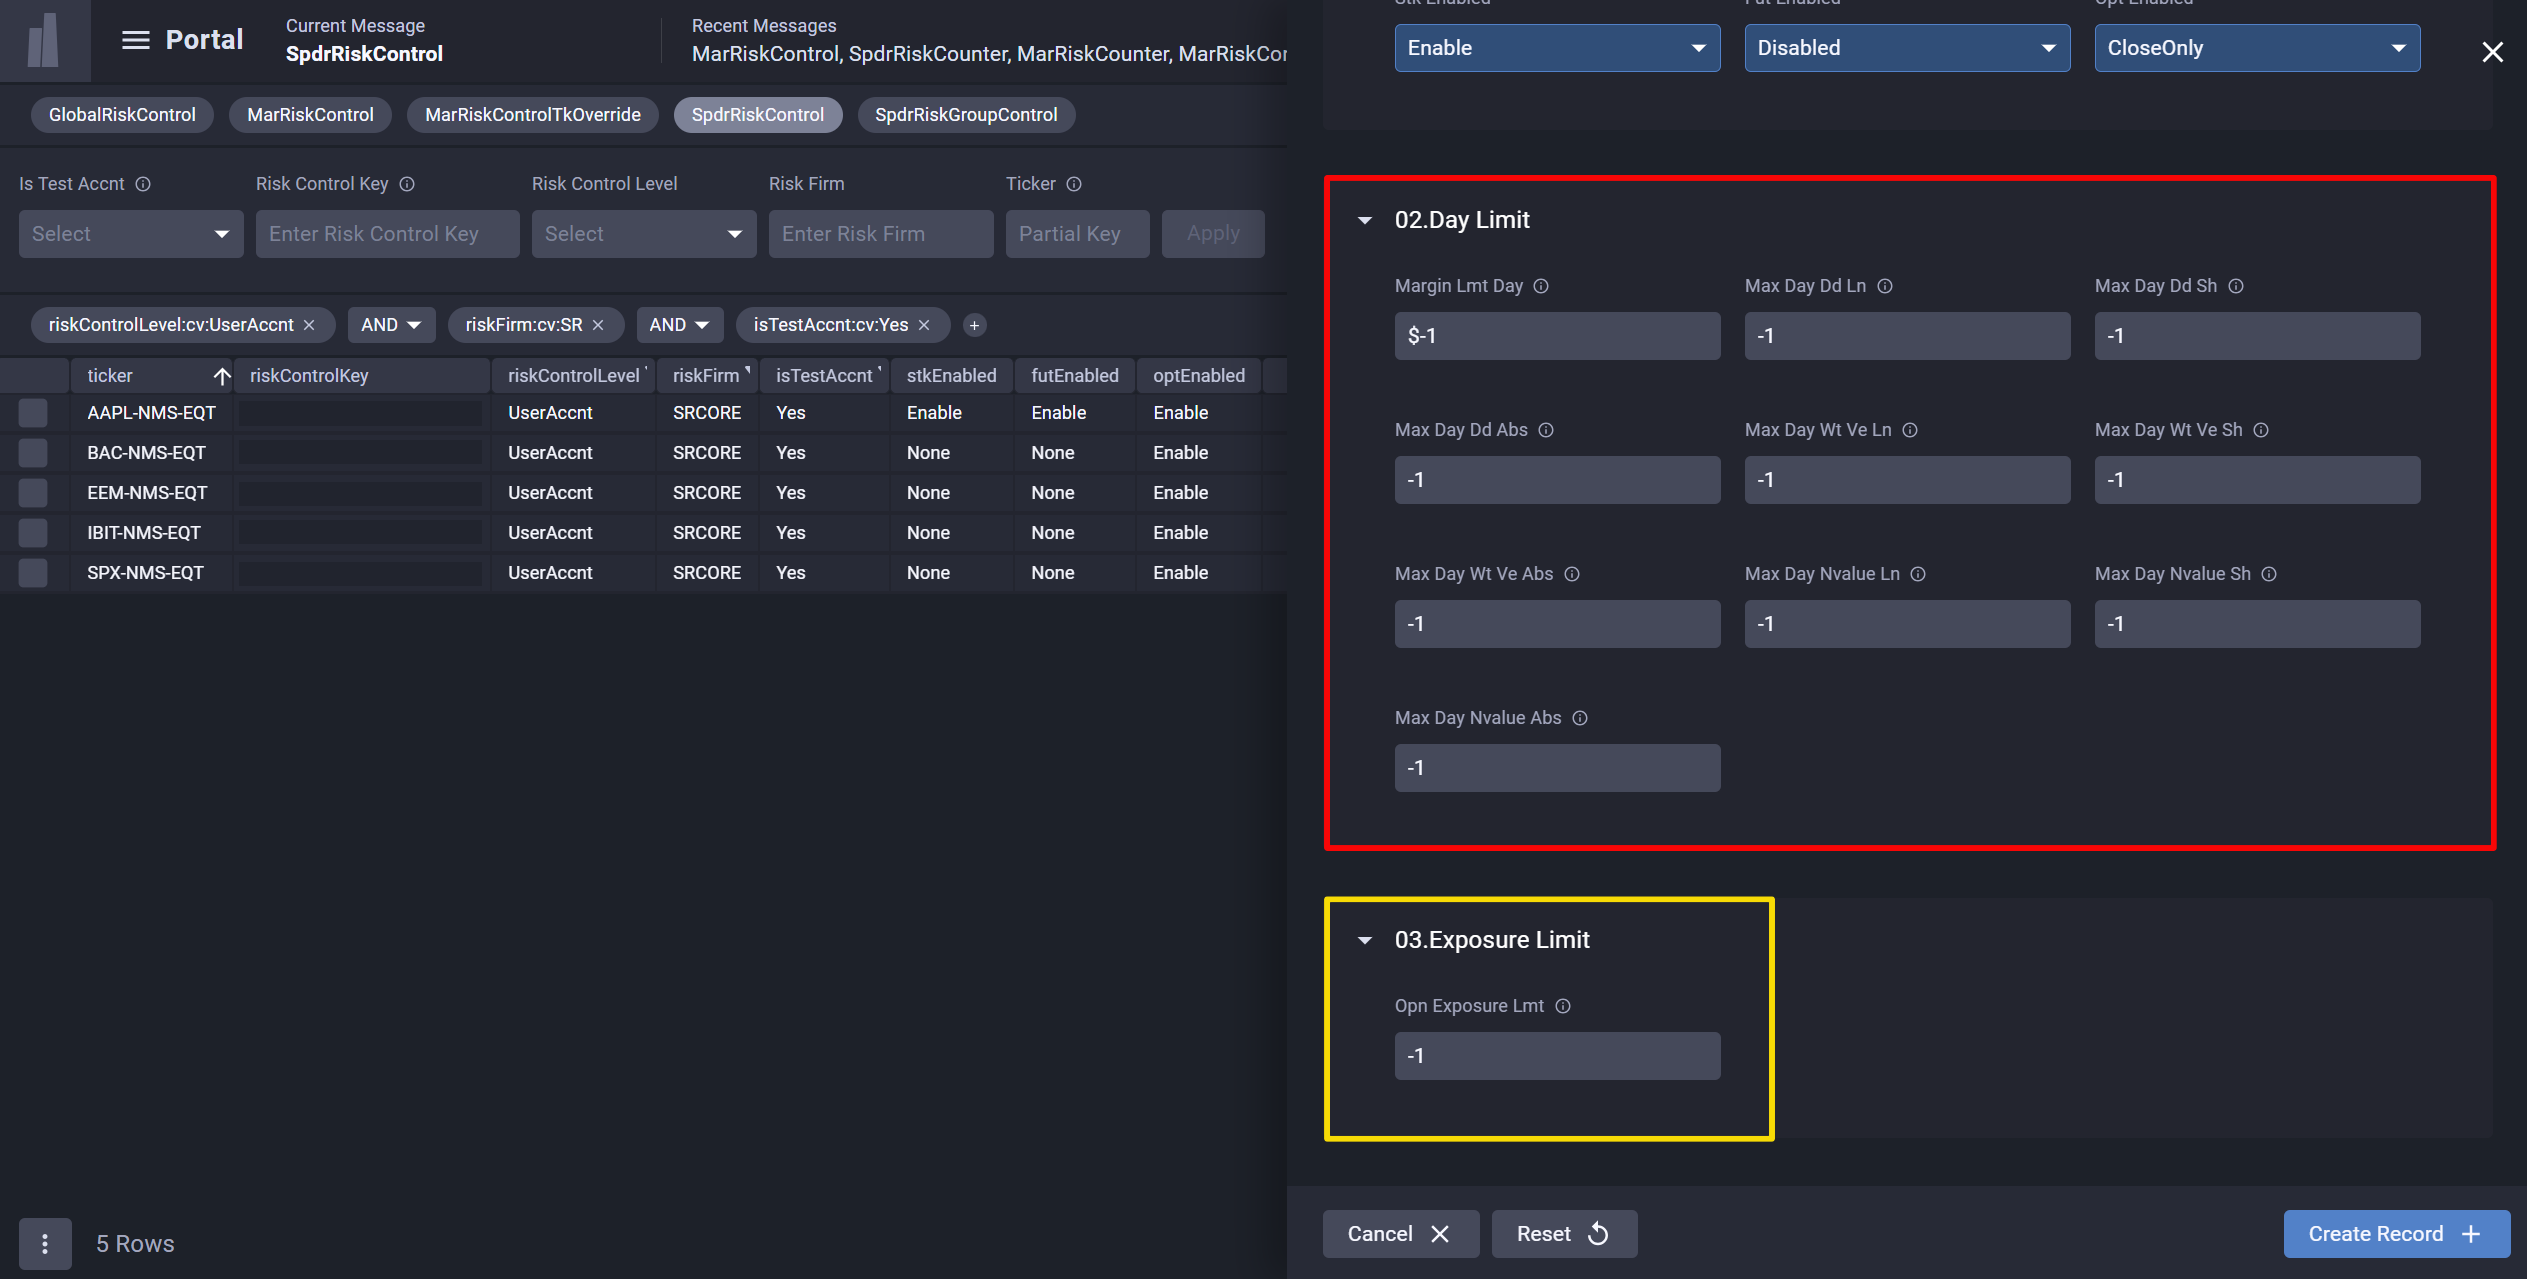 Portal
Current Message
SpdrRiskControl
Recent Messages
MarRiskControl, SpdrRiskCounter, MarRiskCounter, MarRiskCon
GlobalRiskControl
MarRiskControl
MarRiskControlTkOverride
SpdrRiskControl
SpdrRiskGroupControl
Is Test Accnt
Risk Control Key
Risk Control Level
Risk Firm
Ticker
Select
Enter Risk Control Key
Select
Enter Risk Firm
Partial Key
Apply
riskControlLevel:cv:UserAccnt
AND
riskFirm:cv:SR
AND
isTestAccnt:cv:Yes
ticker riskControlKey riskControlLevel riskFirm isTestAccnt stkEnabled futEnabled optEnabled
AAPL-NMS-EQT UserAccnt SRCORE Yes Enable Enable Enable
BAC-NMS-EQT UserAccnt SRCORE Yes None None Enable
EEM-NMS-EQT UserAccnt SRCORE Yes None None Enable
IBIT-NMS-EQT UserAccnt SRCORE Yes None None Enable
SPX-NMS-EQT UserAccnt SRCORE Yes None None Enable
5 Rows
Stk Enabled Fut Enabled Opt Enabled
Enable Disabled CloseOnly
02.Day Limit
Margin Lmt Day Max Day Dd Ln Max Day Dd Sh
$-1 -1 -1
Max Day Dd Abs Max Day Wt Ve Ln Max Day Wt Ve Sh
-1 -1 -1
Max Day Wt Ve Abs Max Day Nvalue Ln Max Day Nvalue Sh
-1 -1 -1
Max Day Nvalue Abs
-1
03.Exposure Limit
Opn Exposure Lmt
-1
Cancel
Reset
Create Record